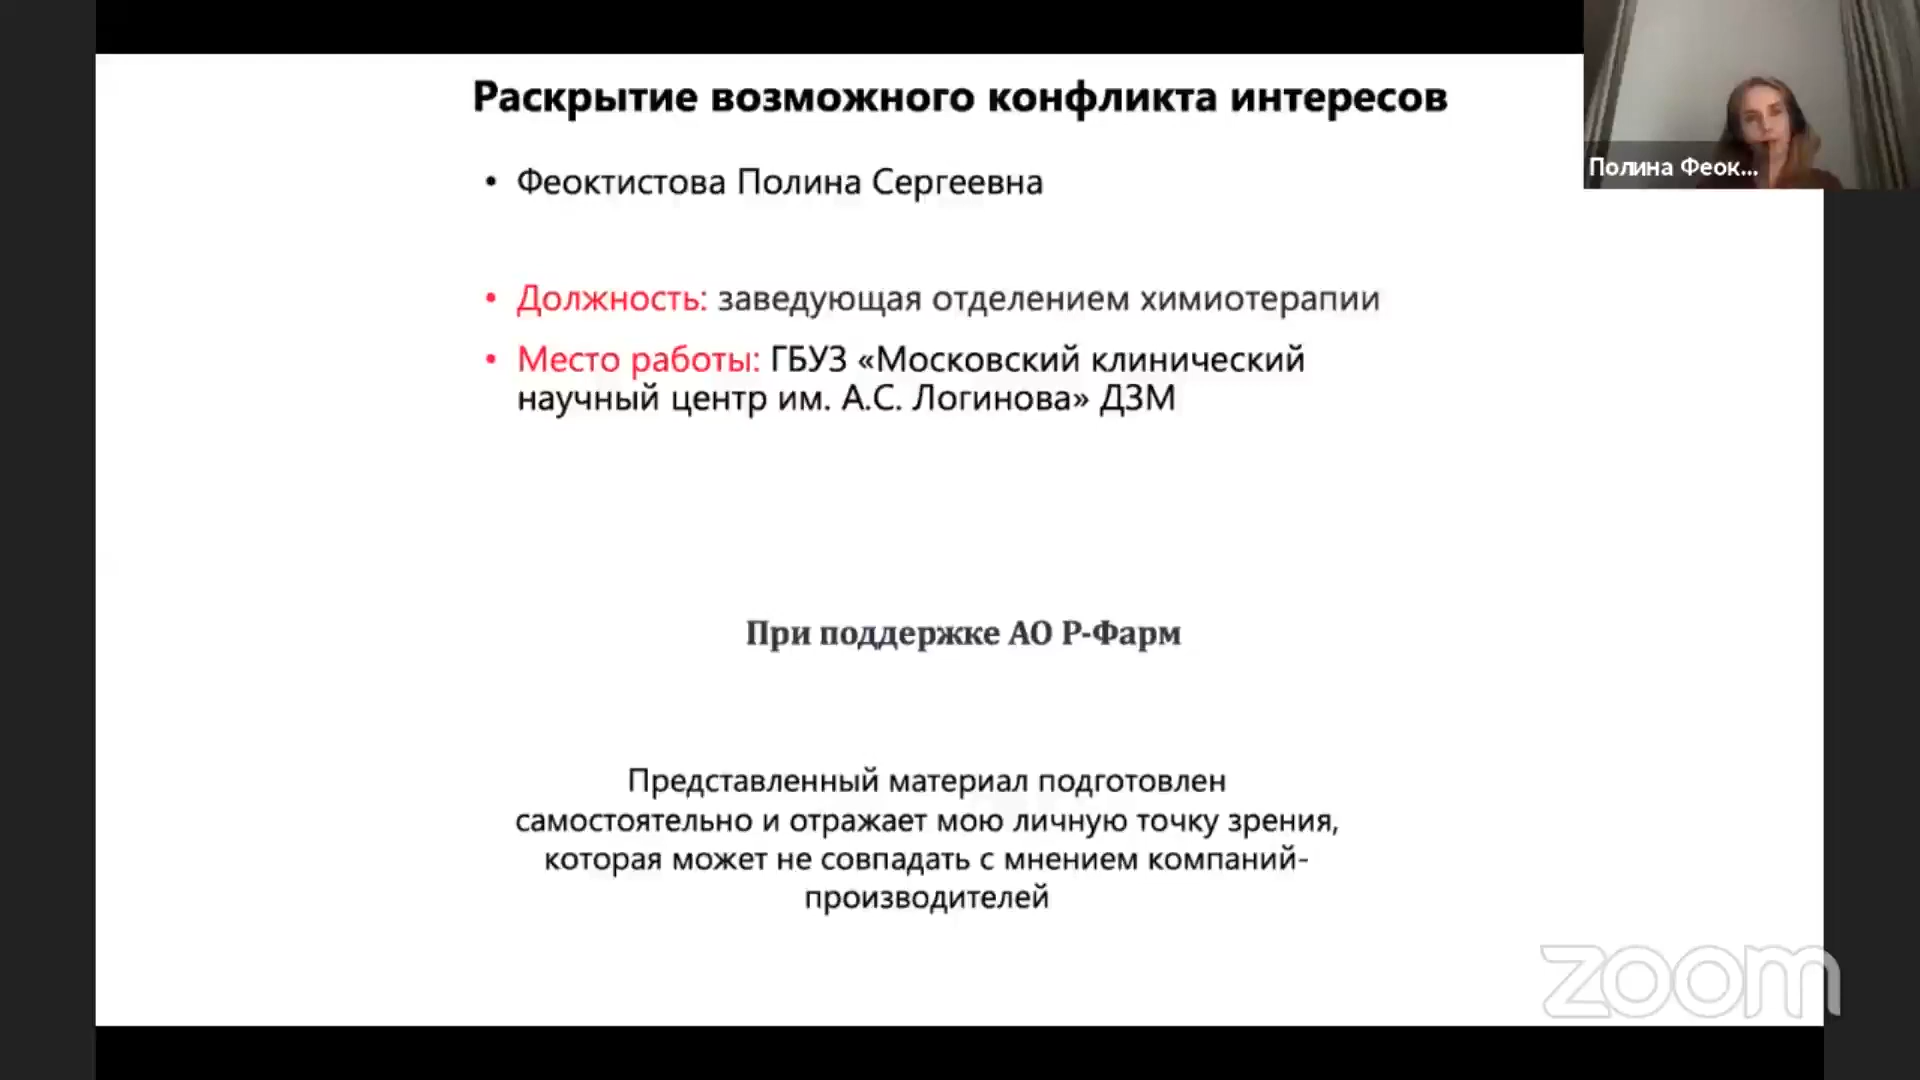 Раскрытие возможного конфликта интересов
Полина Феок...
• Феоктистова Полина Сергеевна
• Должность: заведующая отделением химиотерапии
• Место работы: ГБУЗ «Московский клинический
научный центр им. А.С. Логинова» ДЗМ
При поддержке АО Р-Фарм
Представленный материал подготовлен
самостоятельно и отражает мою личную точку зрения,
которая может не совпадать с мнением компаний-
производителей
zoom